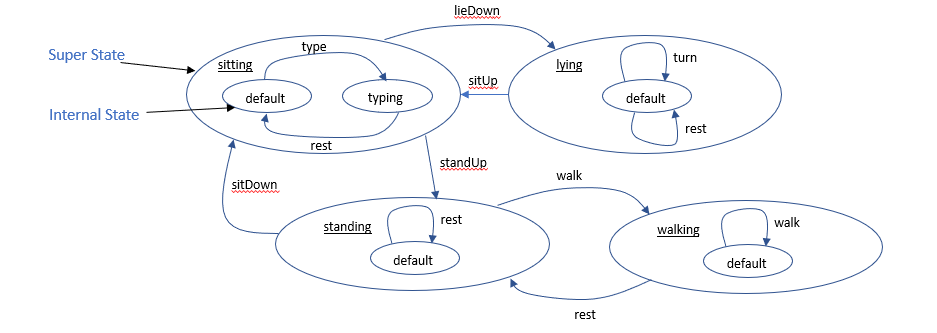 lieDown
Super State
type
sitting
lying
turn
sitUp
default
typing
default
Internal State
rest
rest
standUp
walk
sitDown
standing
rest
walking
walk
default
default
rest